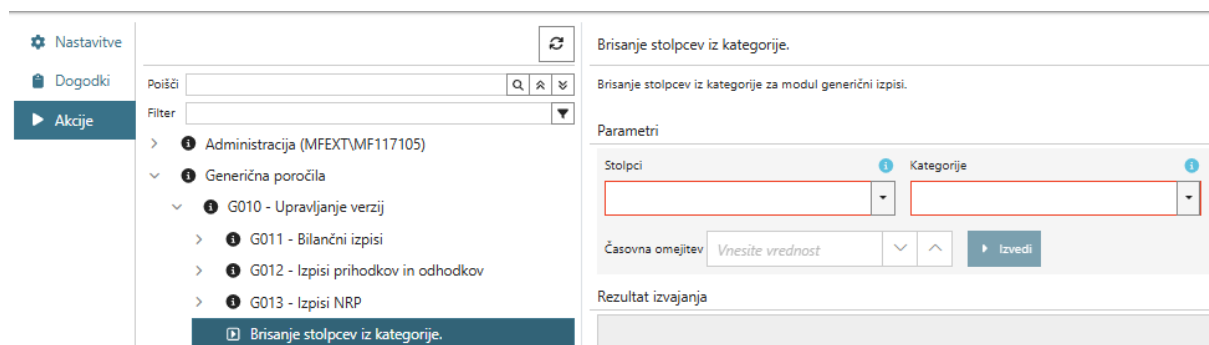 Nastavitve
Dogodki
Akcije
Poišči
Filter
Administracija (MFEXT\MF117105)
Generična poročila
G010 - Upravljanje verzij
G011 - Bilančni izpisi
G012 - Izpisi prihodkov in odhodkov
G013 - Izpisi NRP
Brisanje stolpcev iz kategorije.
Brisanje stolpcev iz kategorije.
Brisanje stolpcev iz kategorije za modul generični izpisi.
Parametri
Stolpci
Kategorije
Časovna omejitev Vnesite vrednost Izvedi
Rezultat izvajanja